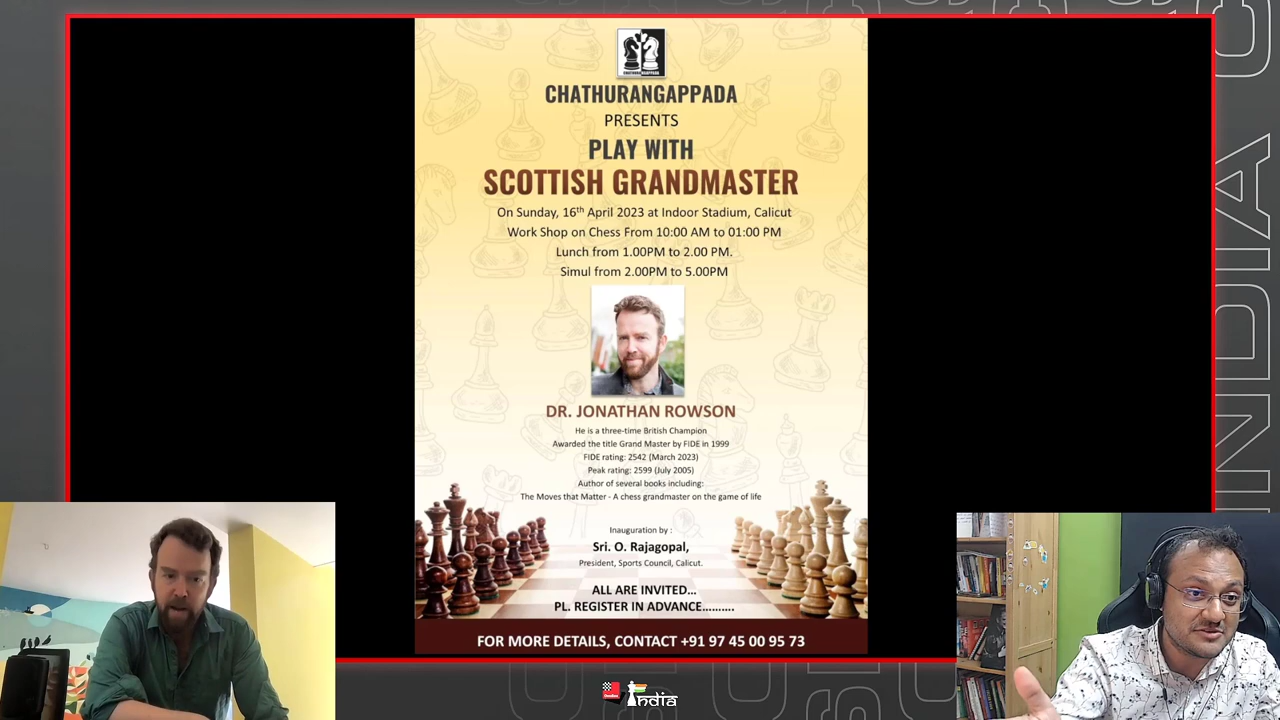 CHATHURANGAPPADA
CHATHURANGAPPADA
PRESENTS
PLAY WITH
SCOTTISH GRANDMASTER
On Sunday, 16th April 2023 at Indoor Stadium, Calicut
Work Shop on Chess From 10:00 AM to 01:00 PM
Lunch from 1.00PM to 2.00 PM.
Simul from 2.00PM to 5.00PM
DR. JONATHAN ROWSON
He is a three-time British Champion
Awarded the title Grand Master by FIDE in 1999
FIDE rating: 2542 (March 2023)
Peak rating: 2599 (July 2005)
Author of several books including:
The Moves that Matter - A chess grandmaster on the game of life
Inauguration by :
Sri. O. Rajagopal,
President, Sports Council, Calicut.
ALL ARE INVITED...
PL. REGISTER IN ADVANCE..........
FOR MORE DETAILS, CONTACT +91 97 45 00 95 73
India
INDIA